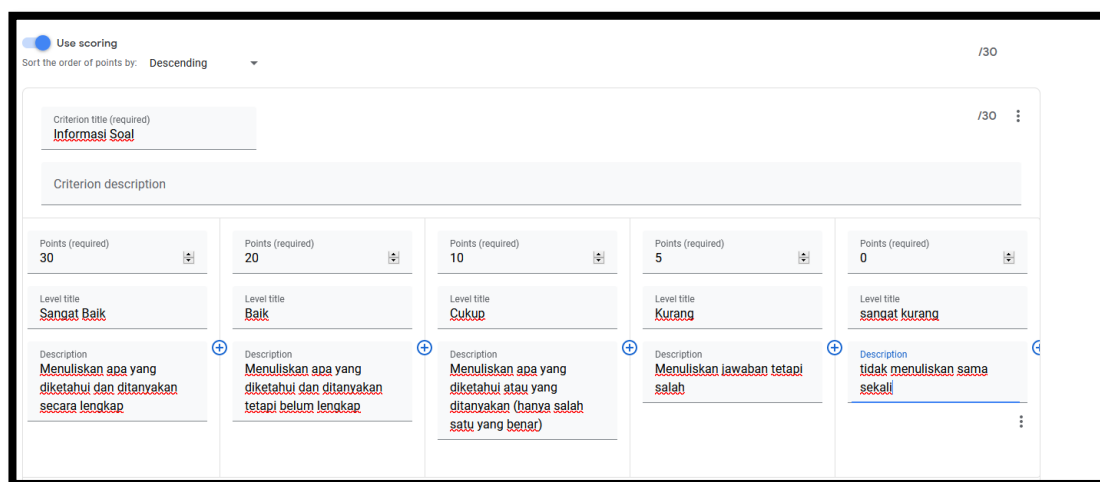 Use scoring
/30
Sort the order of points by: Descending
Criterion title (required)
Informasi Soal
/30
Criterion description
Points (required)
30
Level title
Sangat Baik
Description
Menuliskan apa yang
diketahui dan ditanyakan
secara lengkap
Points (required)
20
Level title
Baik
Description
Menuliskan apa yang
diketahui dan ditanyakan
tetapi belum lengkap
Points (required)
10
Level title
Cukup
Description
Menuliskan apa yang
diketahui atau yang
ditanyakan (hanya salah
satu yang benar)
Points (required)
5
Level title
Kurang
Description
Menuliskan jawaban tetapi
salah
Points (required)
0
Level title
sangat kurang
Description
tidak menuliskan sama
sekali